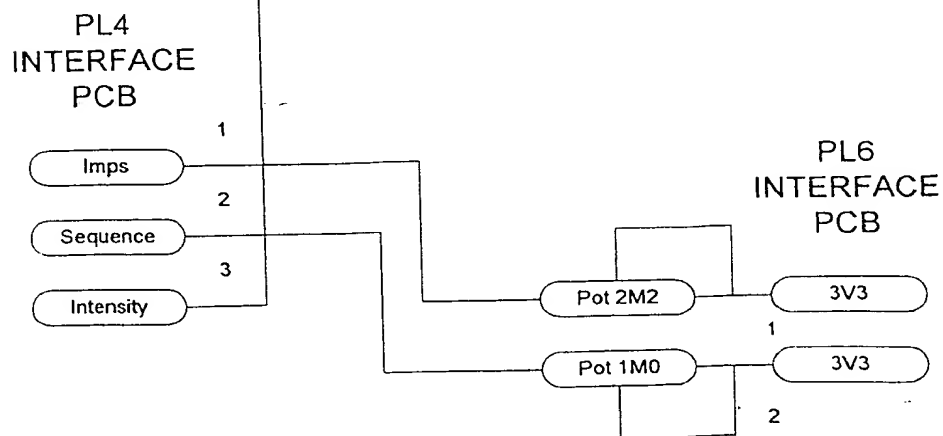 PL4
INTERFACE
PCB
1
Imps
2
Sequence
3
Intensity
PL6
INTERFACE
PCB
Pot 2M2
3V3
1
Pot 1M0
3V3
2